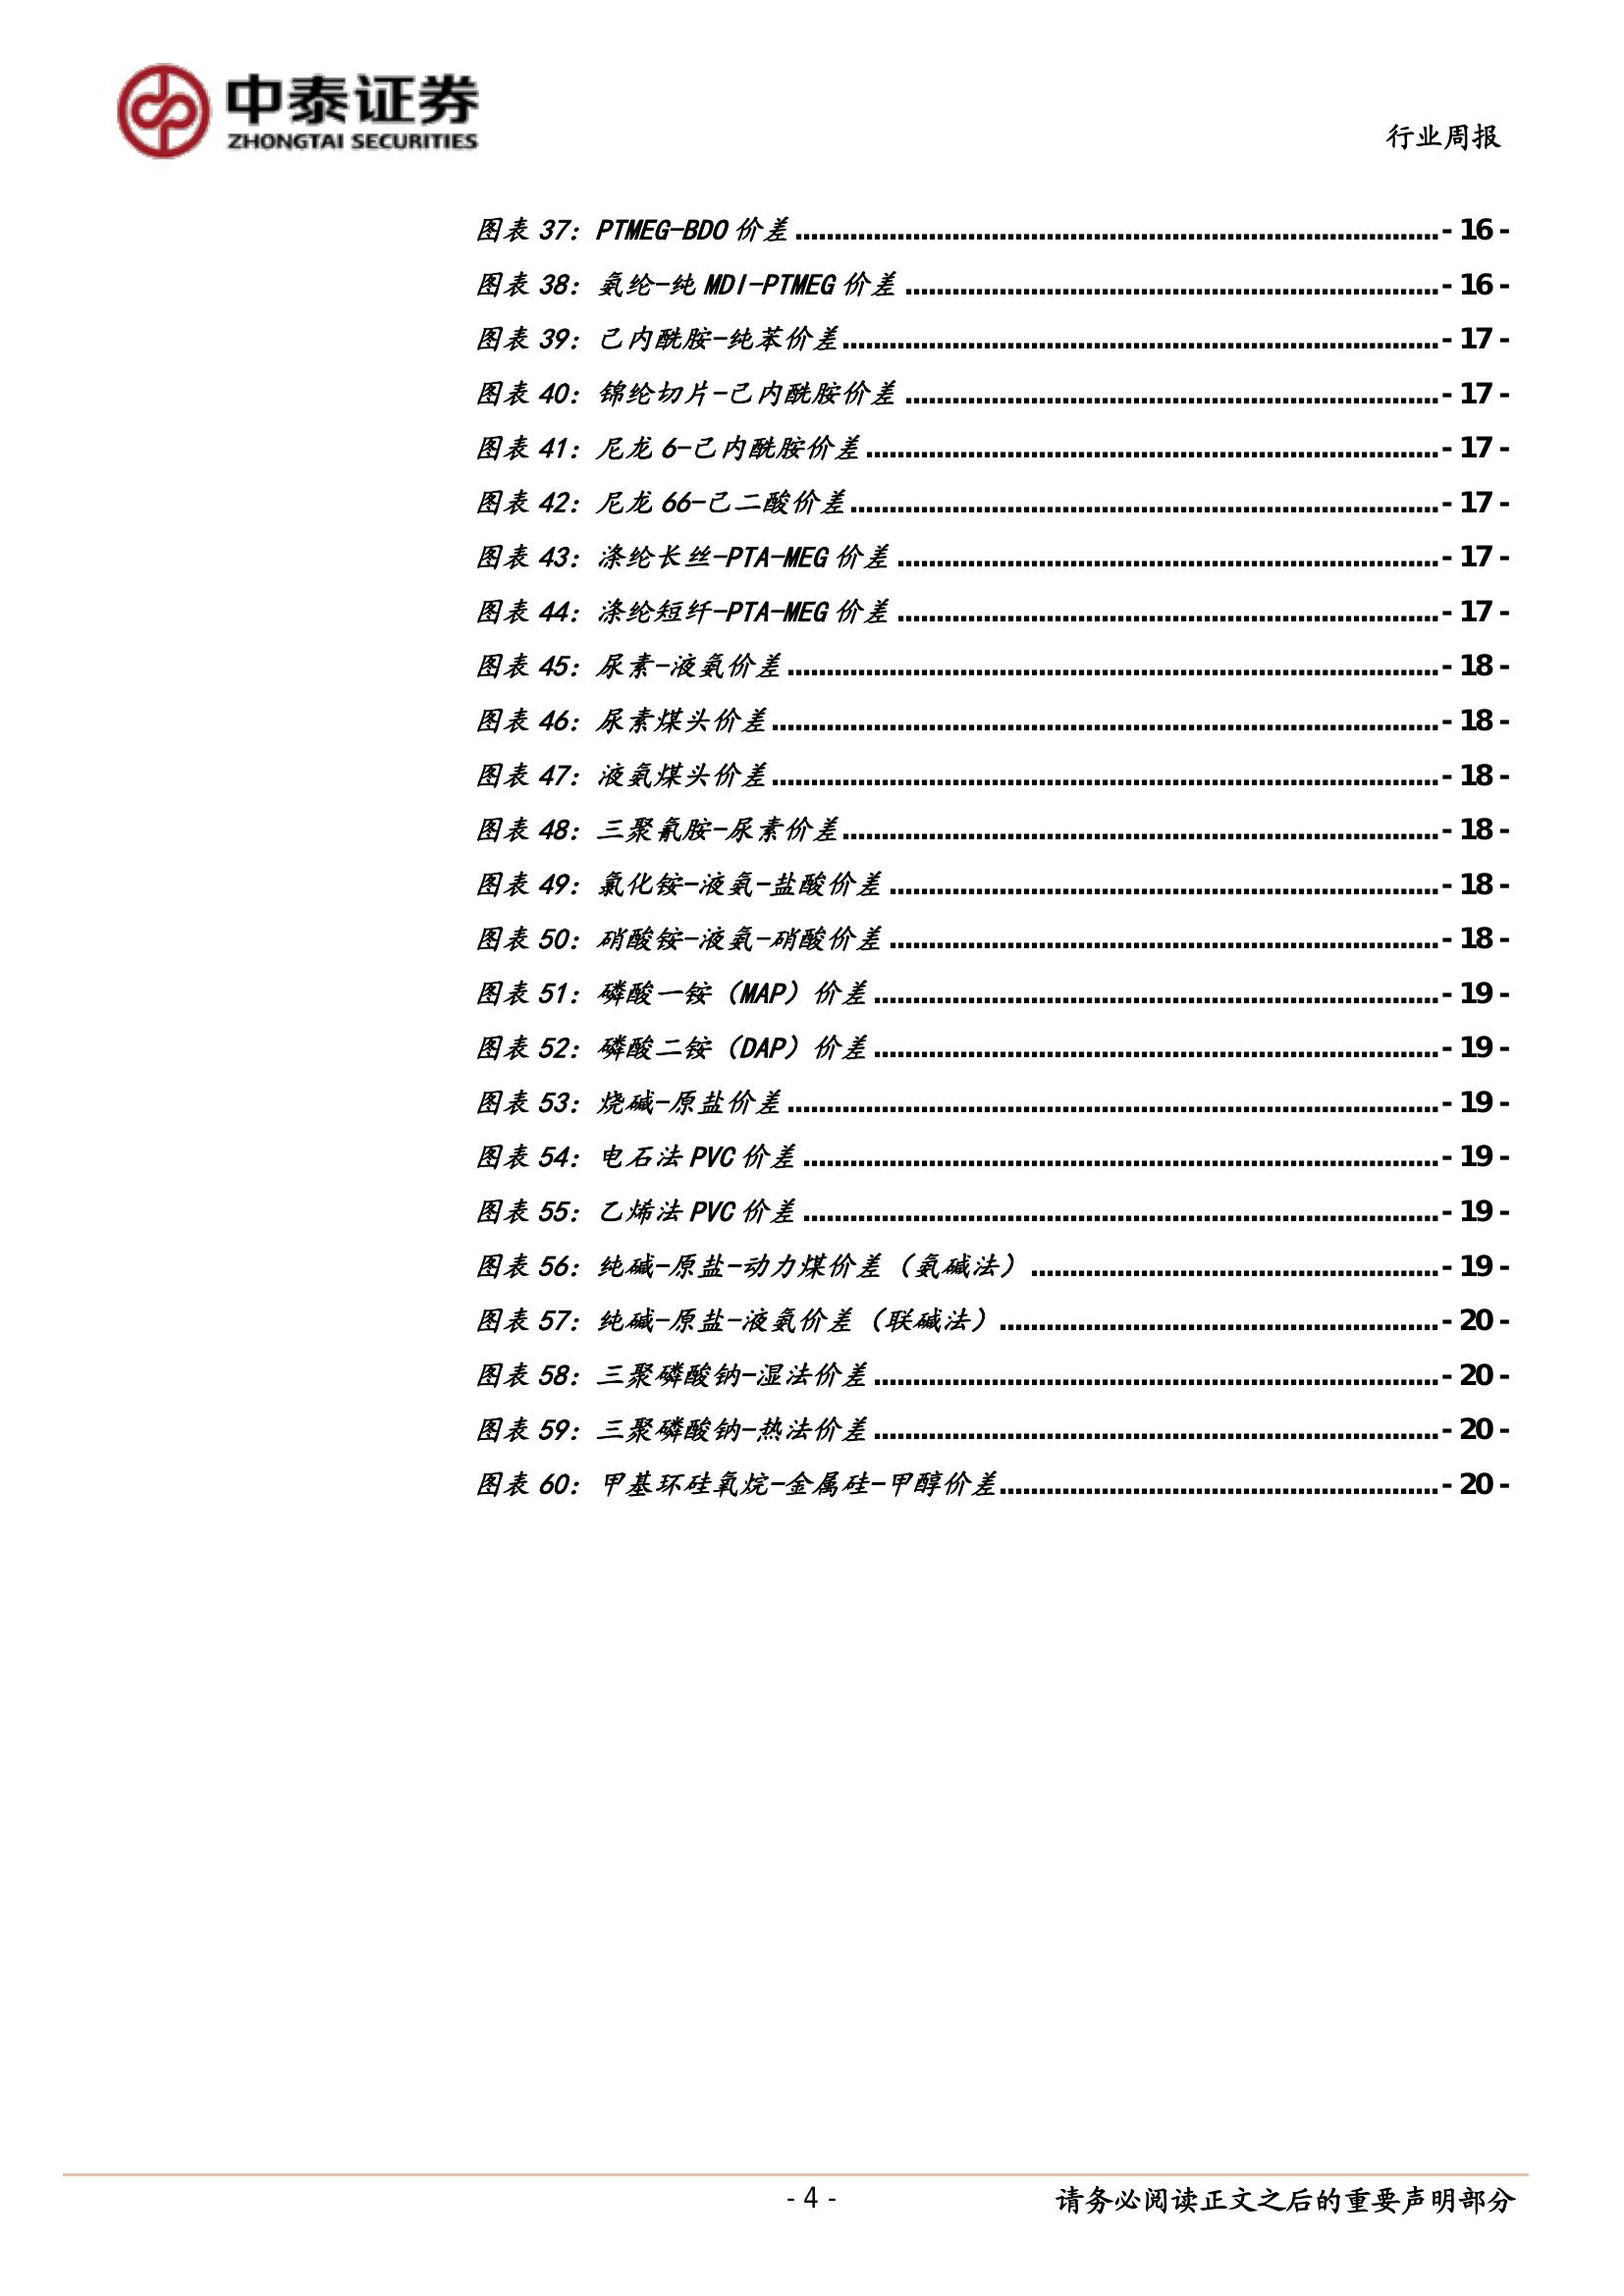 中泰证券
ZHONGTAI SECURITIES
行业周报
图表 37：PTMEG-BDO 价差................................................................................- 16 -
图表 38：氨纶-纯 MDI-PTMEG 价差....................................................................- 16 -
图表 39：己内酰胺-纯苯价差............................................................................- 17 -
图表 40：锦纶切片-己内酰胺价差....................................................................- 17 -
图表 41：尼龙 6-己内酰胺价差.........................................................................- 17 -
图表 42：尼龙 66-己二酸价差...........................................................................- 17 -
图表 43：涤纶长丝-PTA-MEG 价差.....................................................................- 17 -
图表 44：涤纶短纤-PTA-MEG 价差.....................................................................- 17 -
图表 45：尿素-液氨价差...................................................................................- 18 -
图表 46：尿素煤头价差.....................................................................................- 18 -
图表 47：液氨煤头价差.....................................................................................- 18 -
图表 48：三聚氰胺-尿素价差............................................................................- 18 -
图表 49：氯化铵-液氨-盐酸价差......................................................................- 18 -
图表 50：硝酸铵-液氨-硝酸价差......................................................................- 18 -
图表 51：磷酸一铵（MAP）价差........................................................................- 19 -
图表 52：磷酸二铵（DAP）价差........................................................................- 19 -
图表 53：烧碱-原盐价差...................................................................................- 19 -
图表 54：电石法 PVC 价差.................................................................................- 19 -
图表 55：乙烯法 PVC 价差.................................................................................- 19 -
图表 56：纯碱-原盐-动力煤价差（氨碱法）....................................................- 19 -
图表 57：纯碱-原盐-液氨价差（联碱法）........................................................- 20 -
图表 58：三聚磷酸钠-湿法价差........................................................................- 20 -
图表 59：三聚磷酸钠-热法价差........................................................................- 20 -
图表 60：甲基环硅氧烷-金属硅-甲醇价差........................................................- 20 -
- 4 -
请务必阅读正文之后的重要声明部分